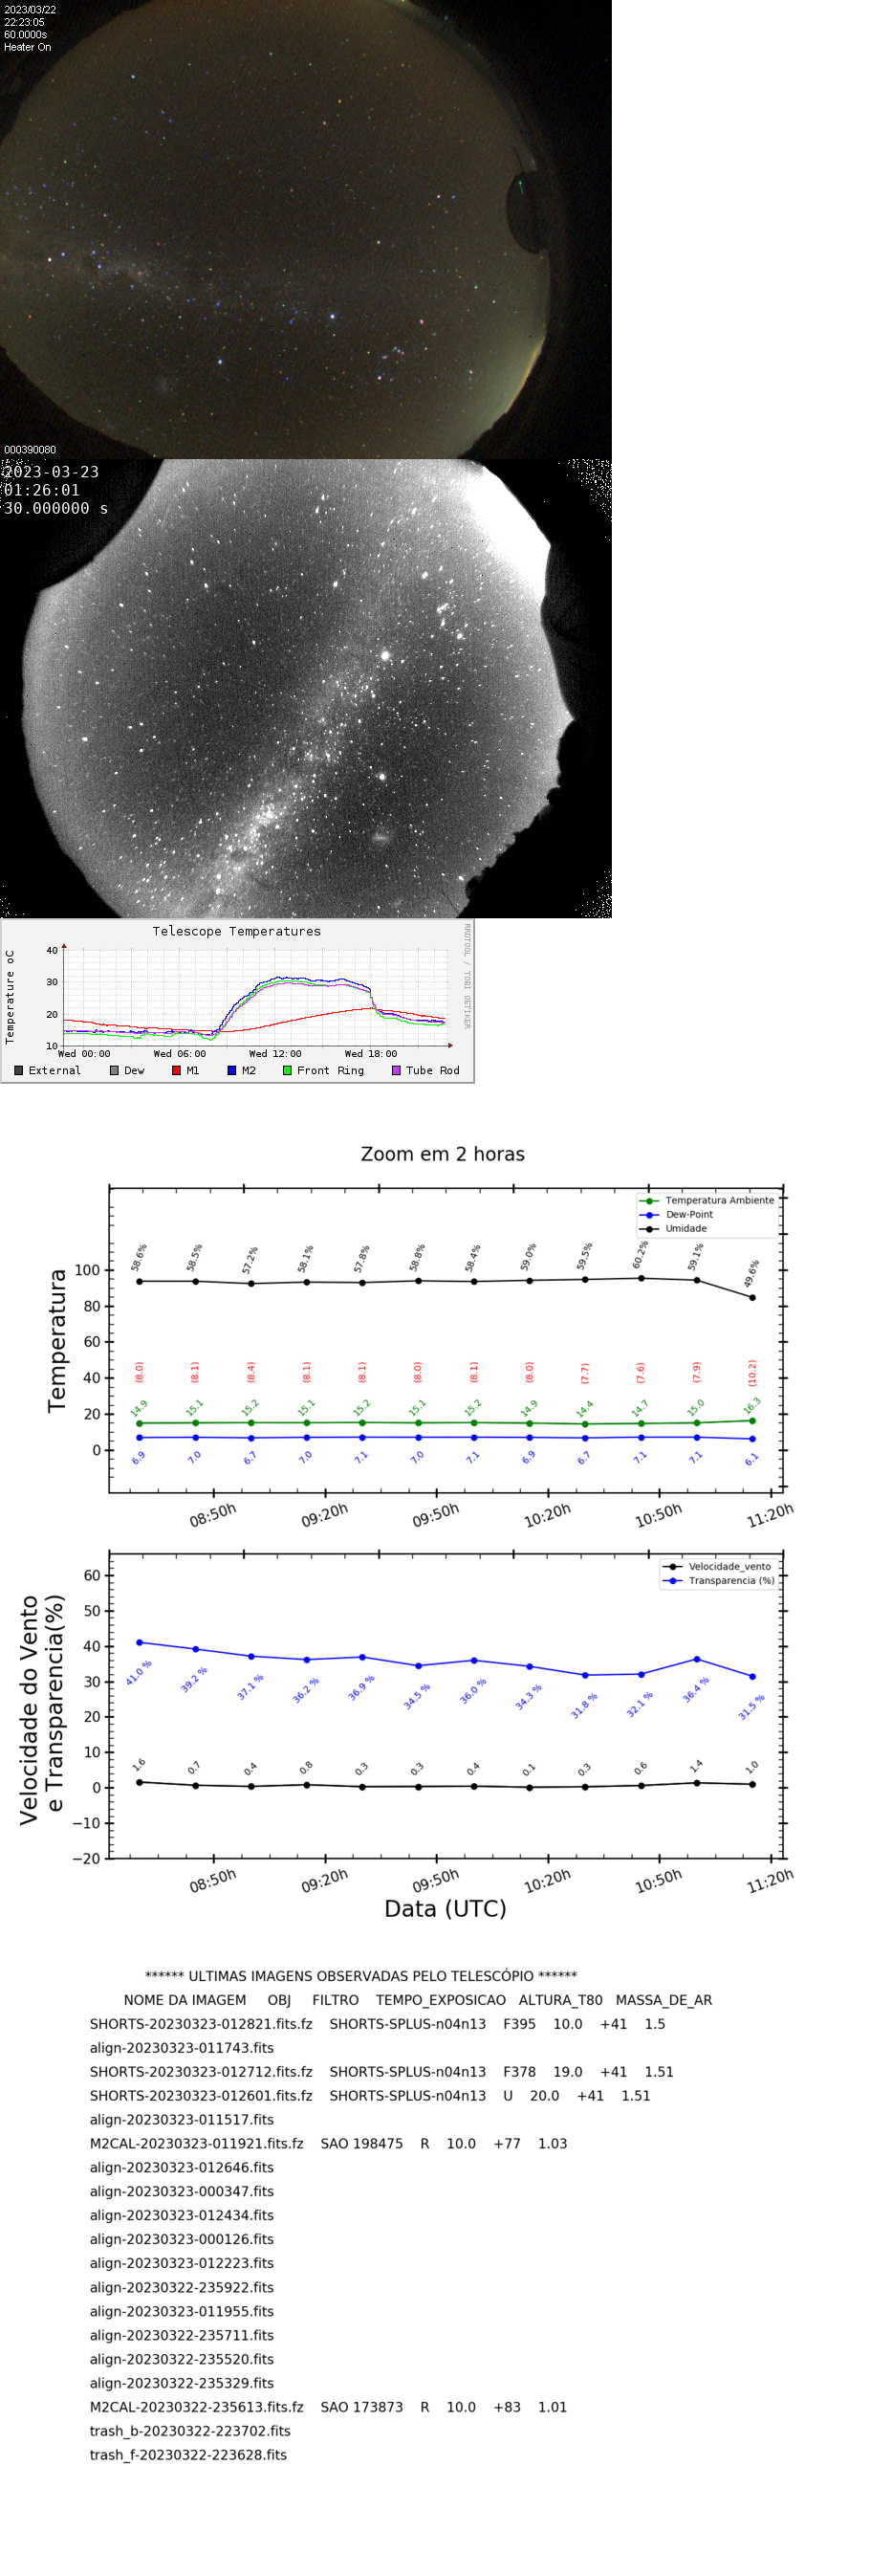 2023/03/22
22:23:05
60.0000s
Heater On
000390080
2023-03-23
01:26:01
30.000000 s
Telescope Temperatures
RRDTOOL / TOBI OETIKER
Temperature oC
40
30
20
10
Wed 00:00 Wed 06:00 Wed 12:00 Wed 18:00
External Dew M1 M2 Front Ring Tube Rod
Zoom em 2 horas
Temperatura Ambiente
Dew-Point
Umidade
Temperatura
100
80
60
40
20
0
58.6% 58.5% 57.2% 58.1% 57.8% 58.8% 58.4% 59.0% 59.5% 60.2% 59.1% 49.6%
(8.0) (8.1) (8.4) (8.1) (8.1) (8.0) (8.1) (8.0) (7.7) (7.6) (7.9) (10.2)
14.9 15.1 15.2 15.1 15.2 15.1 15.2 14.9 14.4 14.7 15.0 16.3
6.9 7.0 6.7 7.0 7.1 7.0 7.1 6.9 6.7 7.1 7.1 6.1
08:50h 09:20h 09:50h 10:20h 10:50h 11:20h
Velocidade_vento
Transparencia (%)
Velocidade do Vento
e Transparencia(%)
60
50
40
30
20
10
0
−10
−20
41.0 % 39.2 % 37.1 % 36.2 % 36.9 % 34.5 % 36.0 % 34.3 % 31.8 % 32.1 % 36.4 % 31.5 %
1.6 0.7 0.4 0.8 0.3 0.3 0.4 0.1 0.3 0.6 1.4 1.0
08:50h 09:20h 09:50h 10:20h 10:50h 11:20h
Data (UTC)
****** ULTIMAS IMAGENS OBSERVADAS PELO TELESCÓPIO ******
NOME DA IMAGEM OBJ FILTRO TEMPO_EXPOSICAO ALTURA_T80 MASSA_DE_AR
SHORTS-20230323-012821.fits.fz SHORTS-SPLUS-n04n13 F395 10.0 +41 1.5
align-20230323-011743.fits
SHORTS-20230323-012712.fits.fz SHORTS-SPLUS-n04n13 F378 19.0 +41 1.51
SHORTS-20230323-012601.fits.fz SHORTS-SPLUS-n04n13 U 20.0 +41 1.51
align-20230323-011517.fits
M2CAL-20230323-011921.fits.fz SAO 198475 R 10.0 +77 1.03
align-20230323-012646.fits
align-20230323-000347.fits
align-20230323-012434.fits
align-20230323-000126.fits
align-20230323-012223.fits
align-20230322-235922.fits
align-20230323-011955.fits
align-20230322-235711.fits
align-20230322-235520.fits
align-20230322-235329.fits
M2CAL-20230322-235613.fits.fz SAO 173873 R 10.0 +83 1.01
trash_b-20230322-223702.fits
trash_f-20230322-223628.fits